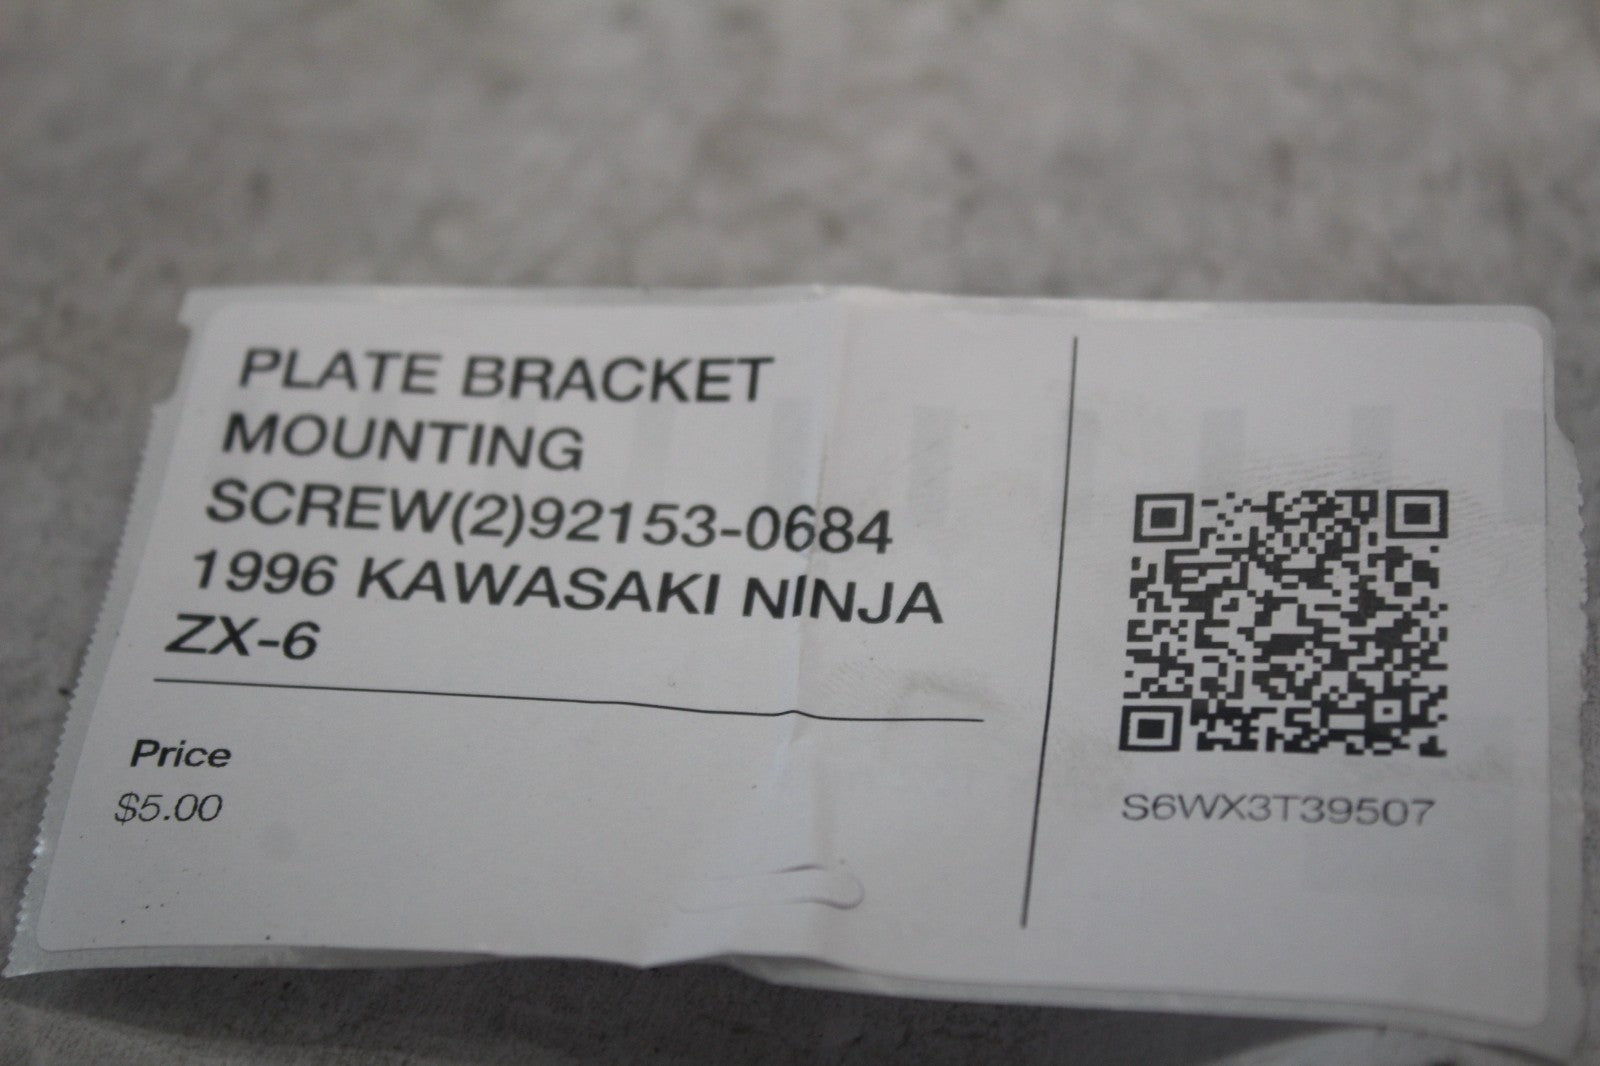 PLATE BRACKET
MOUNTING
SCREW(2)92153-0684
1996 KAWASAKI NINJA
ZX-6
Price
$5.00
S6WX3T39507